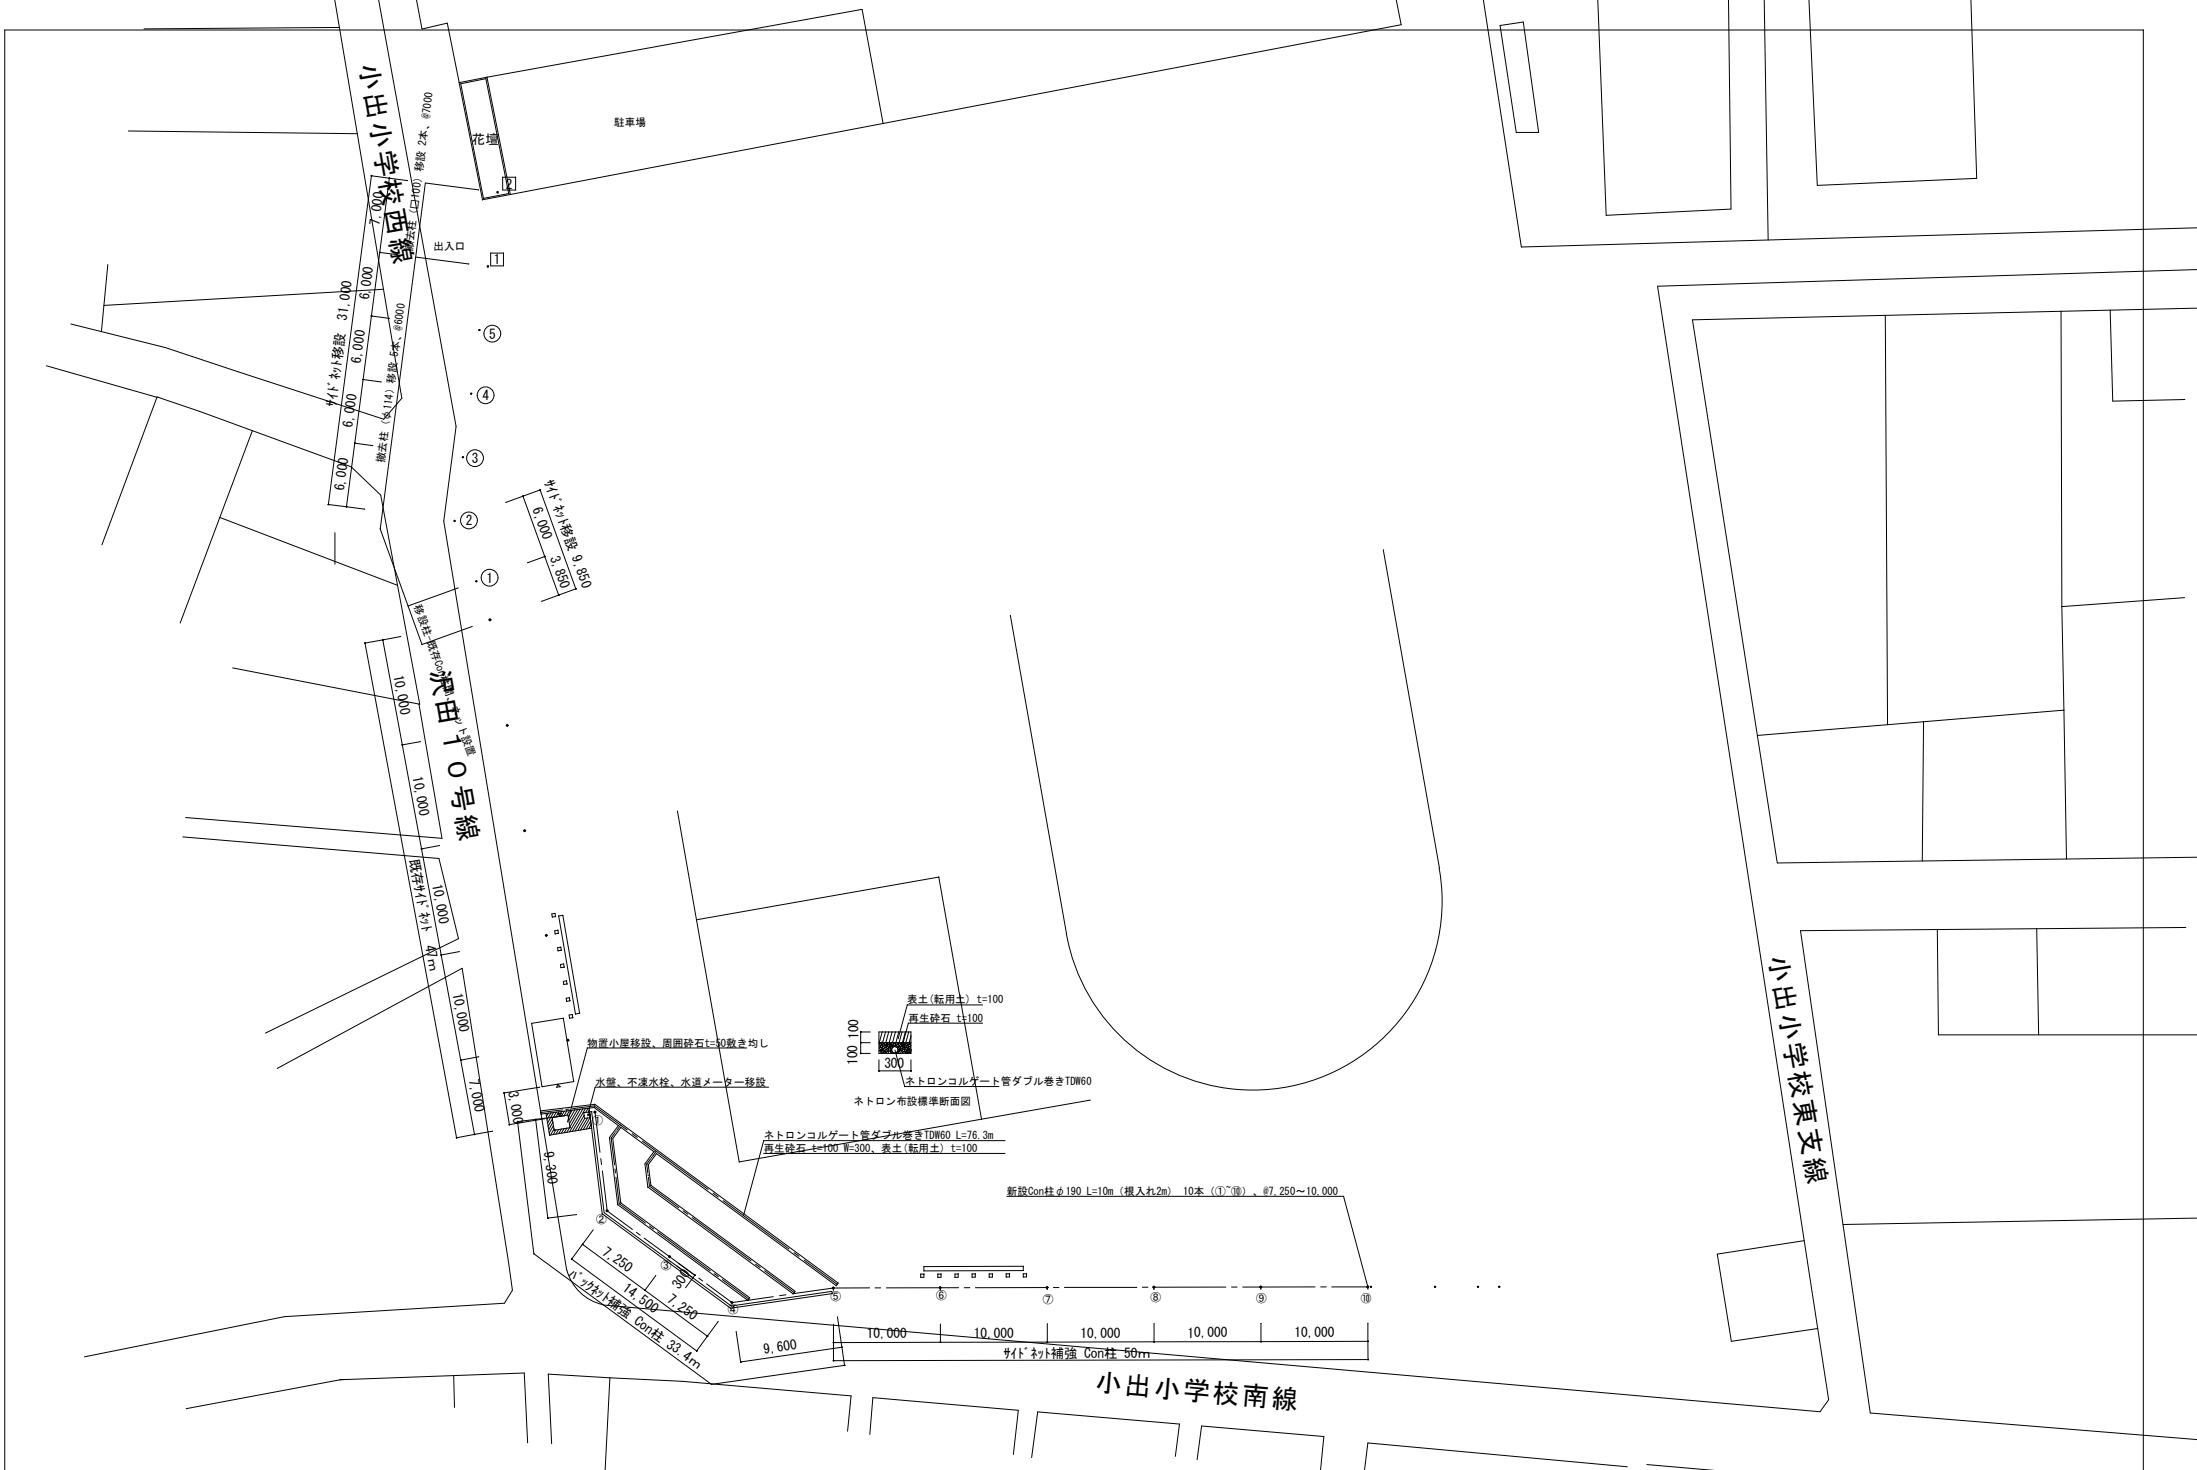 小出小学校西線
撤去柱（口100）移設 2本、@7000
花壇
駐車場
2
7,000
出入口
1
サイドネット移設 31,000
6,000
6,000
6,000
6,000
撤去柱（φ114）移設 5本、@6000
⑤
④
③
②
①
サイドネット移設 9,850
6,000
3,850
沢田10号線
10,000
10,000
10,000
10,000
7,000
既存サイドネット 47m
3,000
9,300
物置小屋移設、周囲砕石t=50敷き均し
水盤、不凍水栓、水道メーター移設
表土(転用土) t=100
再生砕石 t=100
100
100
300
ネトロンコルゲート管ダブル巻きTDW60
ネトロン布設標準断面図
ネトロンコルゲート管ダブル巻きTDW60 L=76.3m
再生砕石 t=100 W=300、表土(転用土) t=100
新設Con柱φ190 L=10m（根入れ2m） 10本（①~⑩）、@7,250～10,000
①
②
③
④
⑤
⑥
⑦
⑧
⑨
⑩
7,250
300
14,500
7,250
バックネット補強 Con柱 33.4m
9,600
10,000
10,000
10,000
10,000
10,000
サイドネット補強 Con柱 50m
小出小学校南線
小出小学校東支線